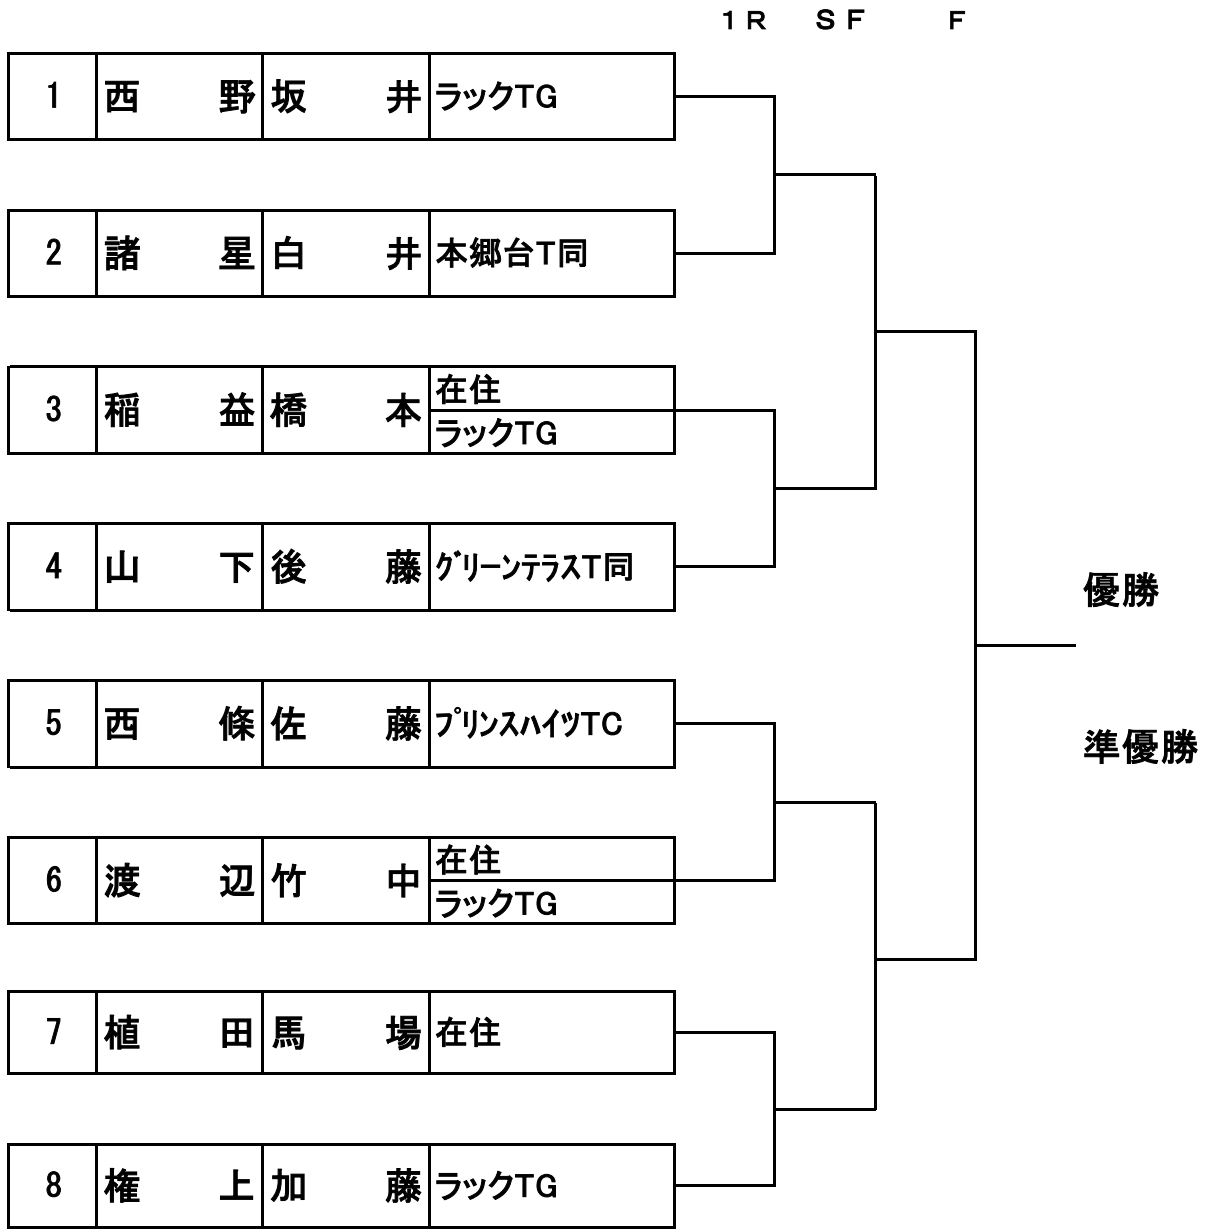 １Ｒ ＳＦ Ｆ
1 西 野 坂 井 ラックTG
2 諸 星 白 井 本郷台T同
3 稲 益 橋 本 在住
ラックTG
4 山 下 後 藤 ｸﾞリーンテラスT同
優勝
5 西 條 佐 藤 プリンスハイツTC
準優勝
6 渡 辺 竹 中 在住
ラックTG
7 植 田 馬 場 在住
8 権 上 加 藤 ラックTG